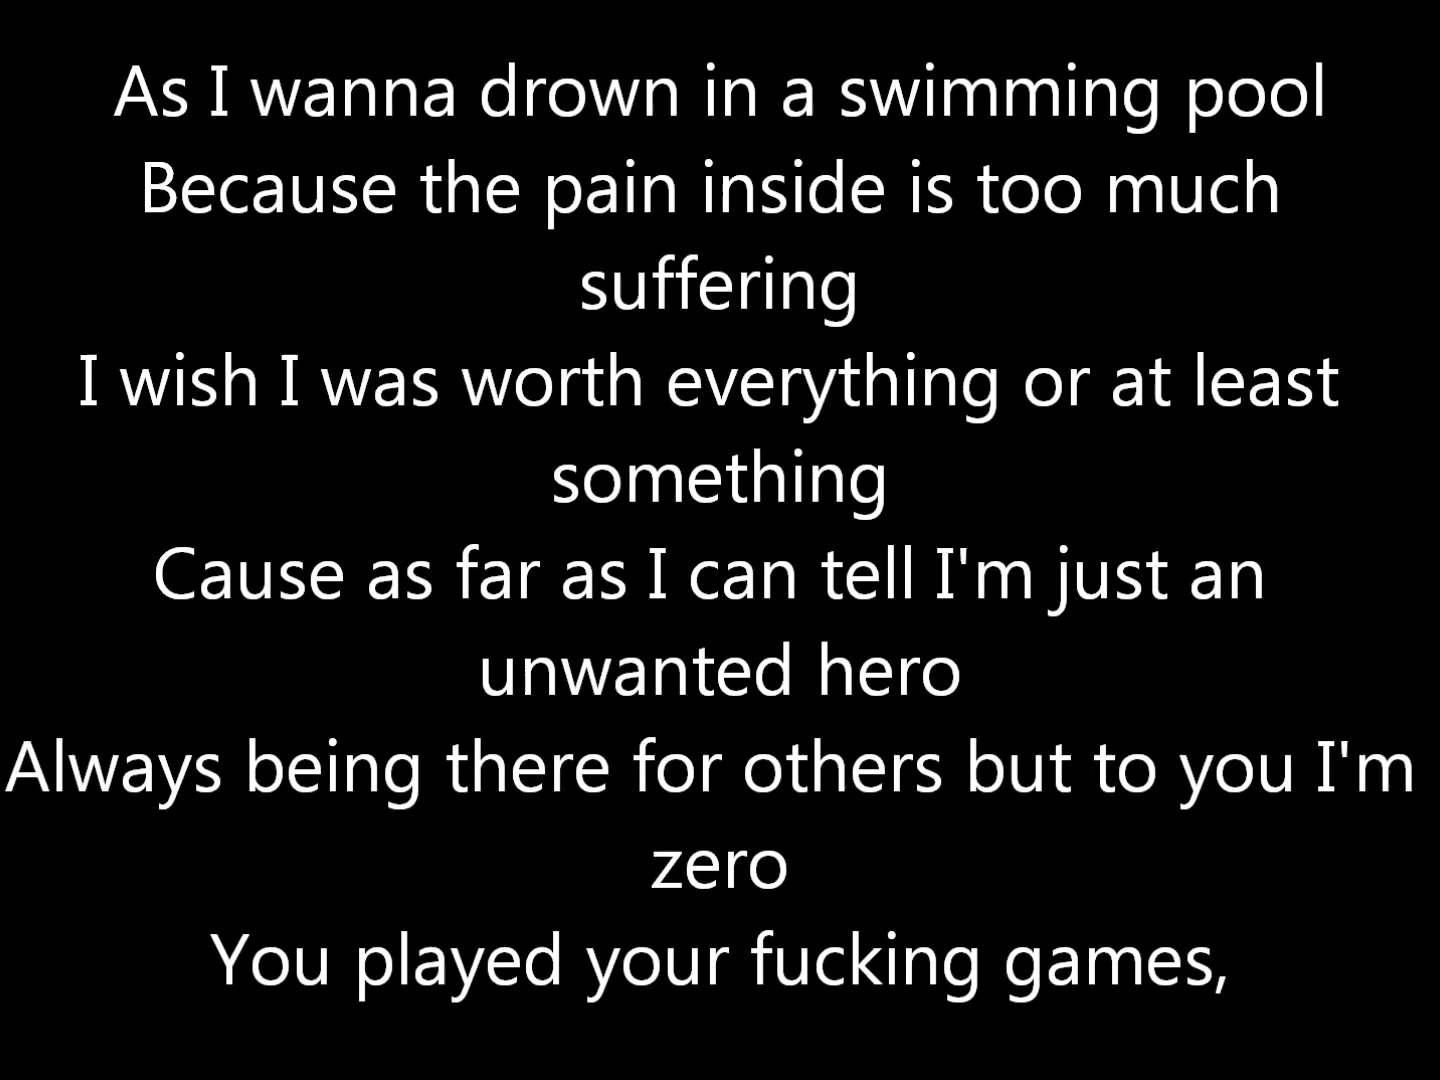 As I wanna drown in a swimming pool
Because the pain inside is too much
suffering
I wish I was worth everything or at least
something
Cause as far as I can tell I'm just an
unwanted hero
Always being there for others but to you I'm
zero
You played your fucking games,